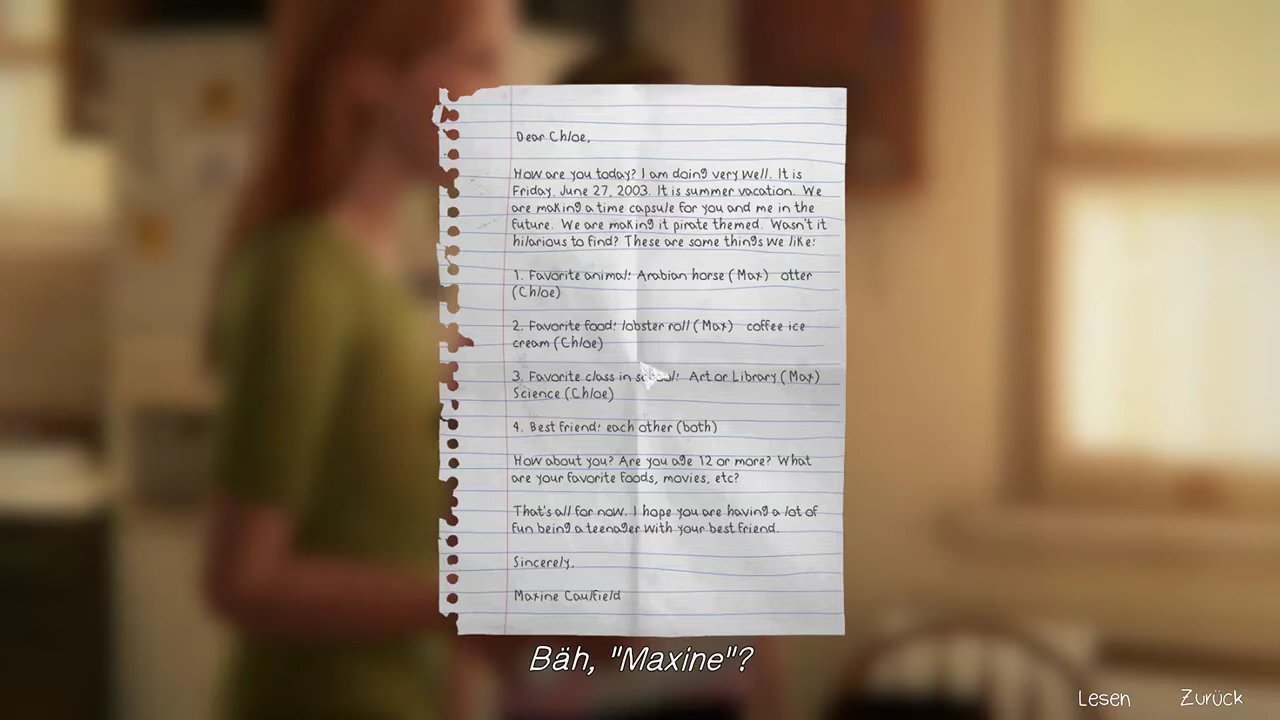 Dear Chloe,
How are you today? I am doing very well. It is
Friday, June 27, 2003. It is summer vacation. We
are making a time capsule for you and me in the
future. We are making it pirate themed. Wasn't it
hilarious to find? These are some things we like:
1. Favorite animal: Arabian horse (Max) otter
(Chloe)
2. Favorite food: lobster roll (Max) coffee ice
cream (Chloe)
3. Favorite class in school: Art or Library (Max)
Science (Chloe)
4. Best friend: each other (both)
How about you? Are you age 12 or more? What
are your favorite foods, movies, etc?
That's all for now. I hope you are having a lot of
fun being a teenager with your best friend.
Sincerely,
Maxine Caulfield
Bäh, "Maxine"?
Lesen Zurück